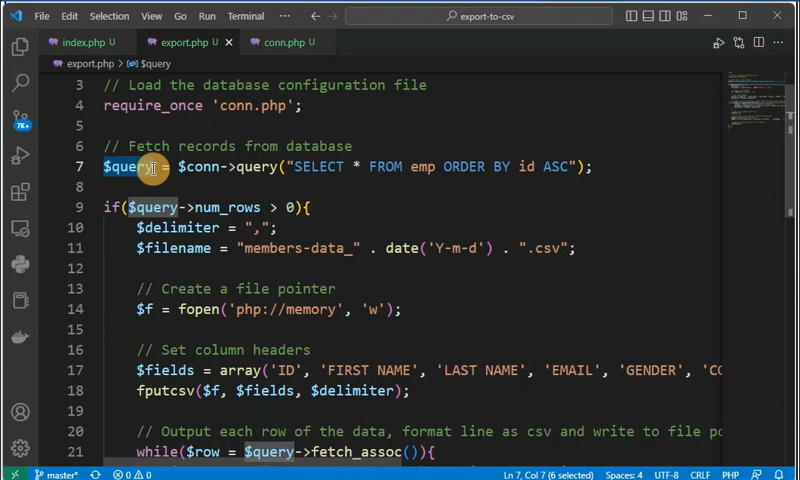 File Edit Selection View Go Run Terminal ··· export-to-csv
index.php U export.php U conn.php U
export.php > $query
3 // Load the database configuration file
4 require_once 'conn.php';
5
6 // Fetch records from database
7 $query = $conn->query("SELECT * FROM emp ORDER BY id ASC");
8
9 if($query->num_rows > 0){
10 $delimiter = ",";
11 $filename = "members-data_" . date('Y-m-d') . ".csv";
12
13 // Create a file pointer
14 $f = fopen('php://memory', 'w');
15
16 // Set column headers
17 $fields = array('ID', 'FIRST NAME', 'LAST NAME', 'EMAIL', 'GENDER', 'CO
18 fputcsv($f, $fields, $delimiter);
19
20 // Output each row of the data, format line as csv and write to file po
21 while($row = $query->fetch_assoc()){
7K+
master* 0 0 Ln 7, Col 7 (6 selected) Spaces: 4 UTF-8 CRLF PHP